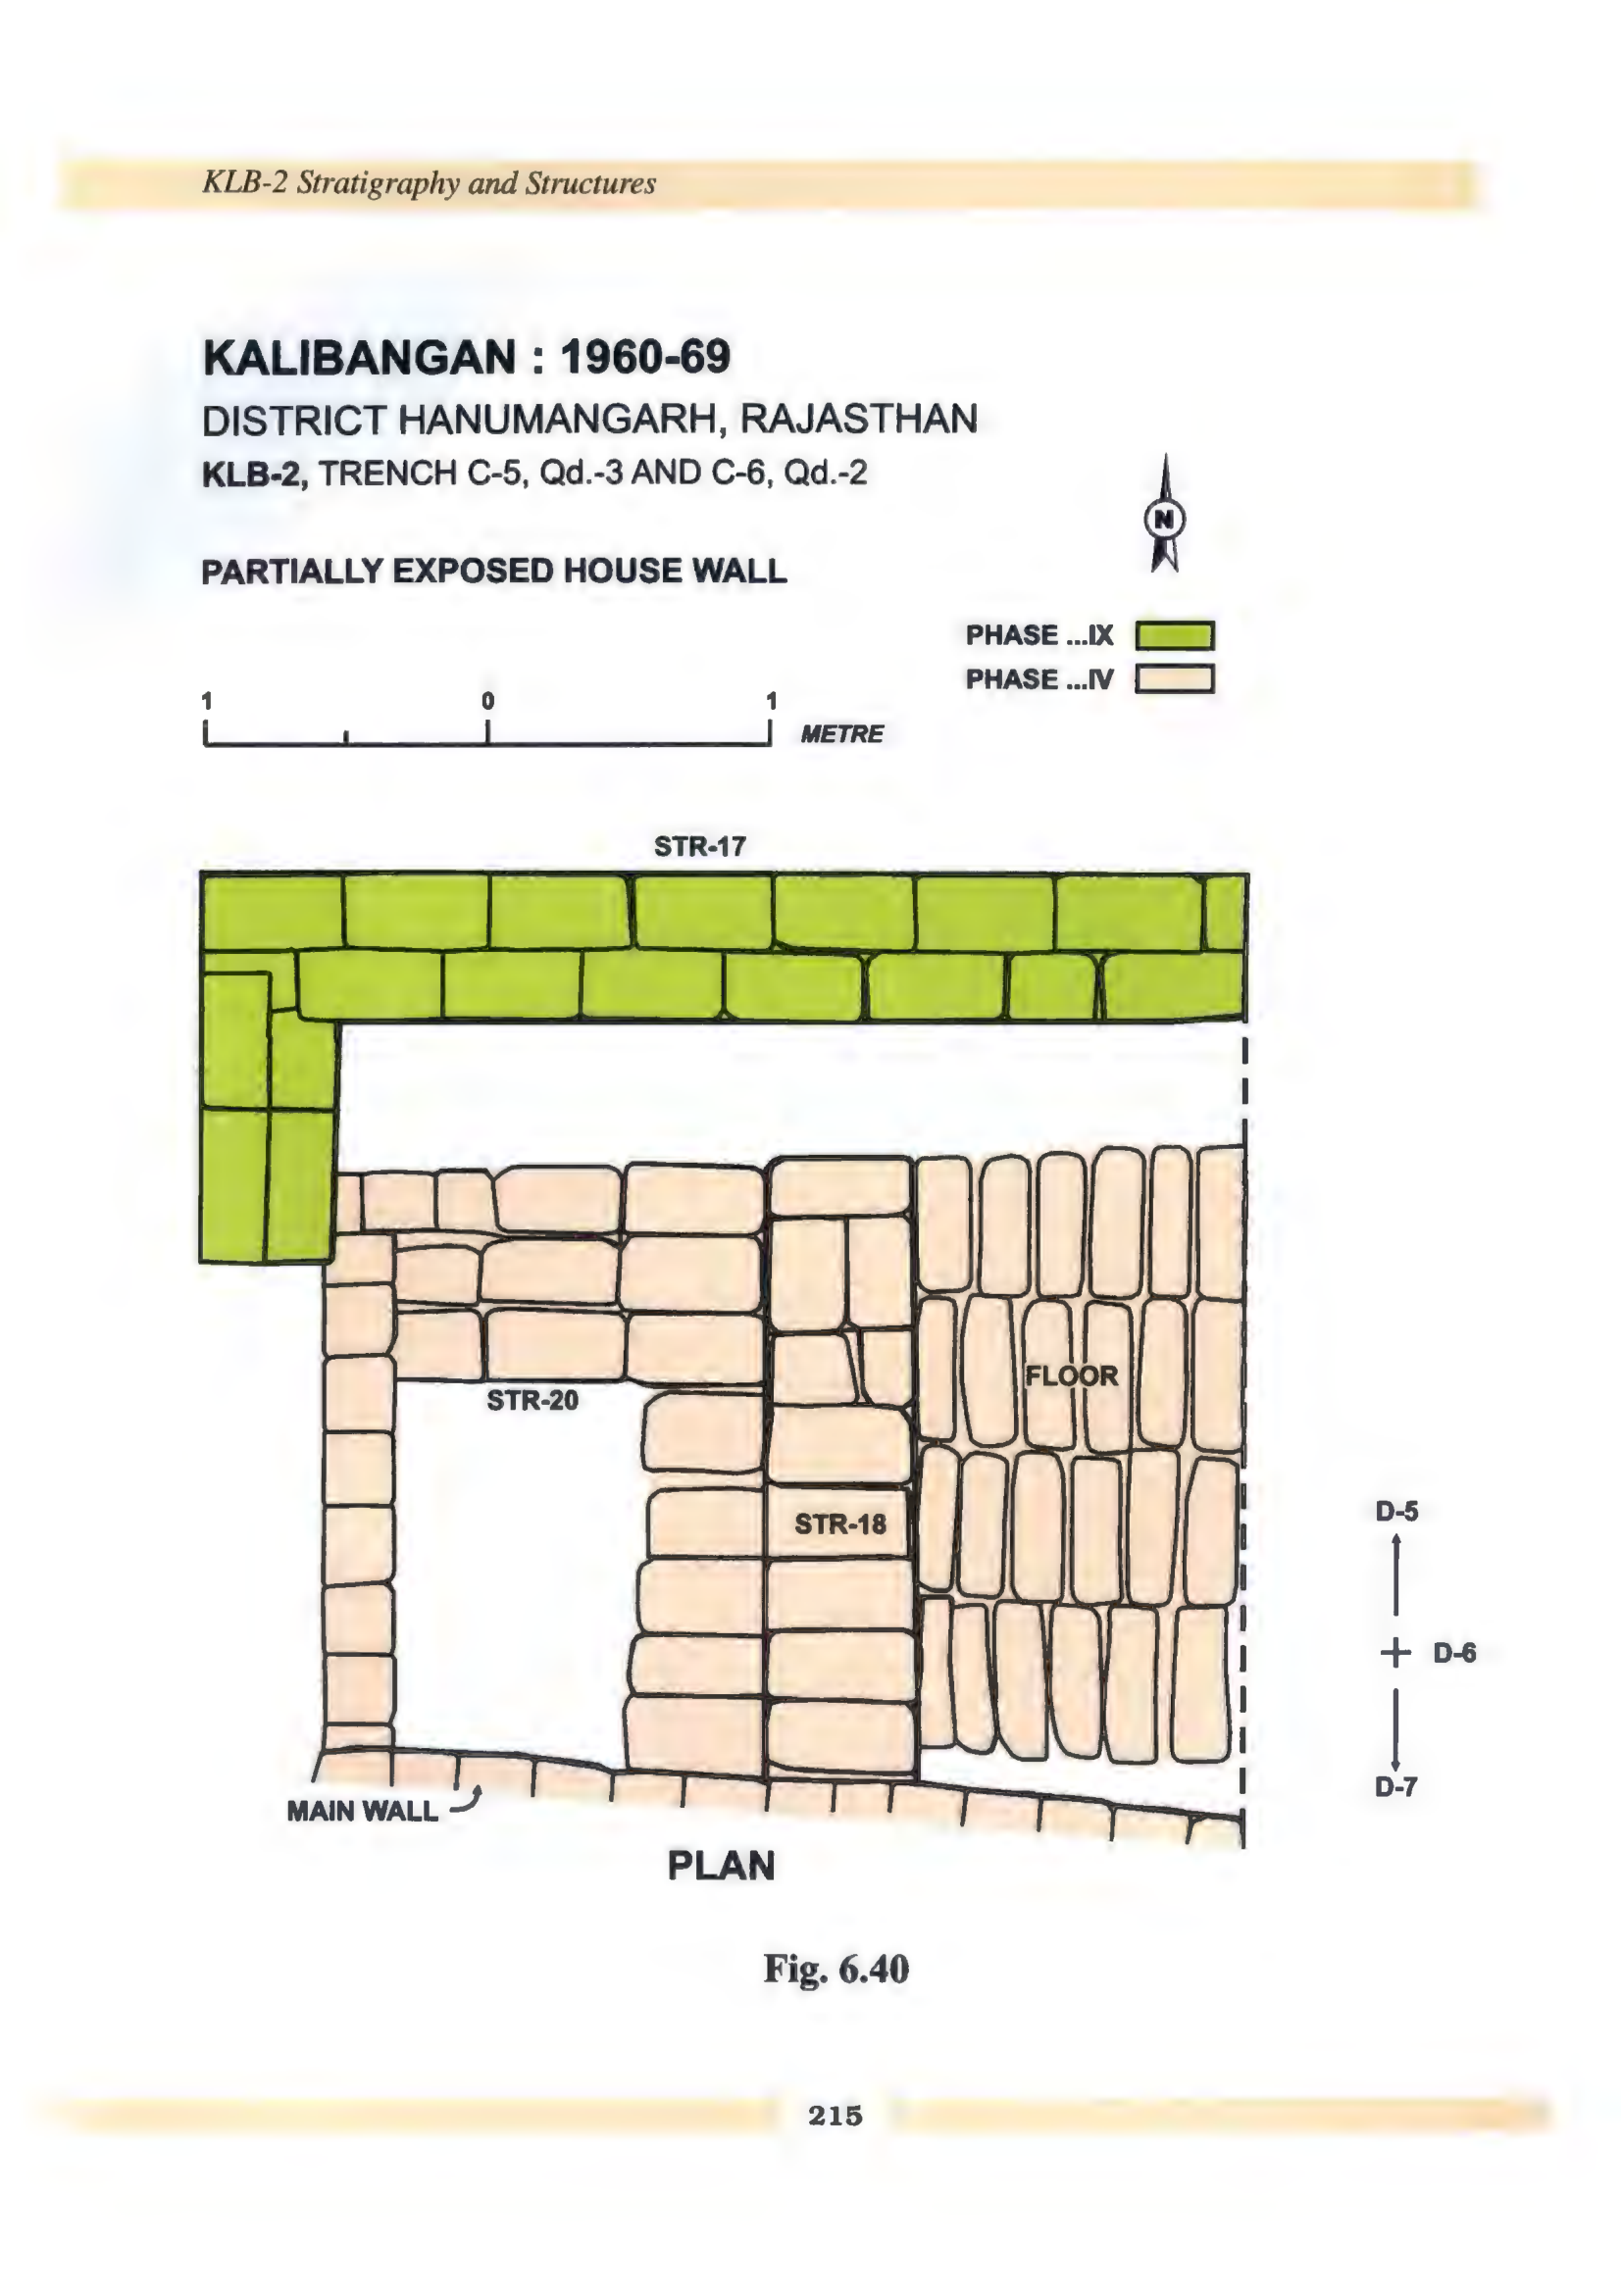 KLB-2 Stratigraphy and Structures
KALIBANGAN : 1960-69
DISTRICT HANUMANGARH, RAJASTHAN
KLB-2, TRENCH C-5, Qd.-3 AND C-6, Qd.-2
N
PARTIALLY EXPOSED HOUSE WALL
PHASE ...IX
PHASE ...IV
1 0 1
METRE
STR-17
FLOOR
STR-20
STR-18
D-5
D-6
D-7
MAIN WALL
PLAN
Fig. 6.40
215